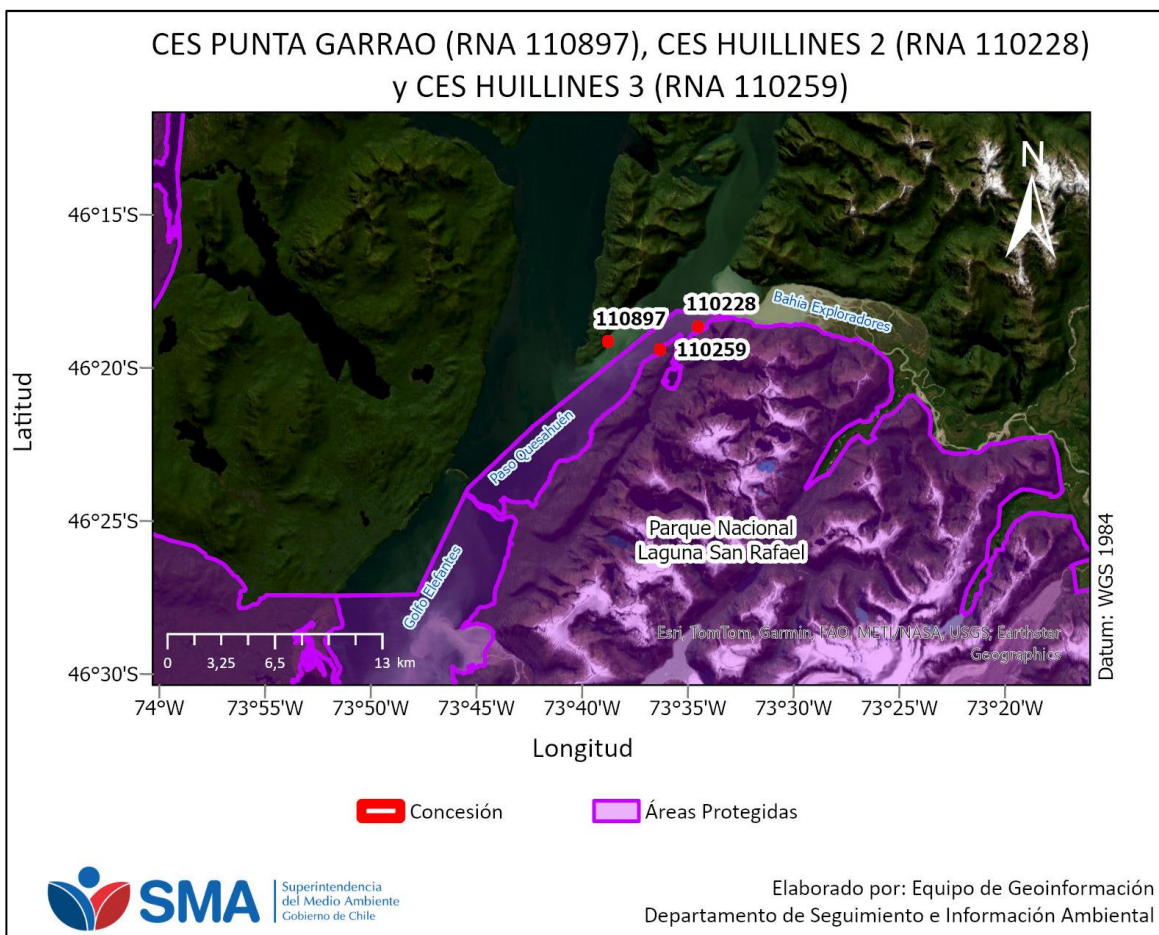 CES PUNTA GARRAO (RNA 110897), CES HUILLINES 2 (RNA 110228)
y CES HUILLINES 3 (RNA 110259)
N
46°15'S
46°20'S
46°25'S
46°30'S
Latitud
110897
110228
110259
Bahía Exploradores
Paso Quesahuén
Golfo Elefantes
Parque Nacional
Laguna San Rafael
Esri, TomTom, Garmin, FAO, METI/NASA, USGS; Earthstar
Geographics
0 3,25 6,5 13 km
Datum: WGS 1984
74°W 73°55'W 73°50'W 73°45'W 73°40'W 73°35'W 73°30'W 73°25'W 73°20'W
Longitud
Concesión Áreas Protegidas
SMA
Superintendencia
del Medio Ambiente
Gobierno de Chile
Elaborado por: Equipo de Geoinformación
Departamento de Seguimiento e Información Ambiental